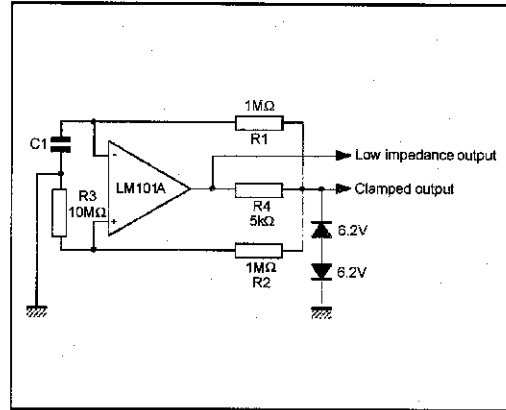 1MΩ
R1
C1
-
LM101A
+
Low impedance output
Clamped output
R3
10MΩ
R4
5kΩ
6.2V
6.2V
1MΩ
R2